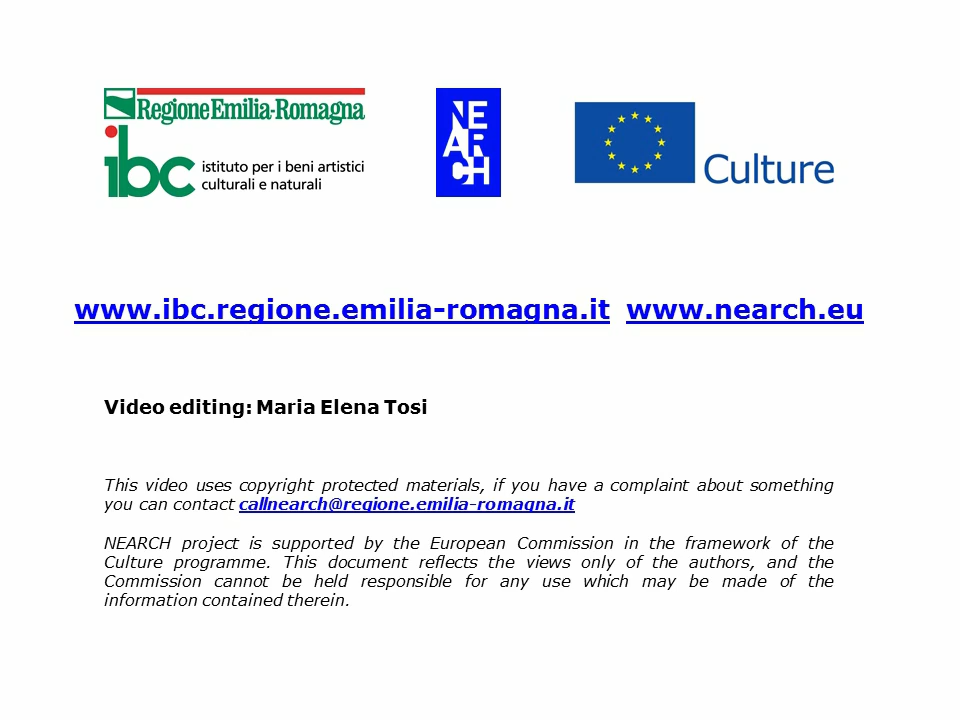 RegioneEmilia-Romagna
ibc istituto per i beni artistici
culturali e naturali
NE
AR
CH
Culture
www.ibc.regione.emilia-romagna.it www.nearch.eu
Video editing: Maria Elena Tosi
This video uses copyright protected materials, if you have a complaint about something
you can contact callnearch@regione.emilia-romagna.it
NEARCH project is supported by the European Commission in the framework of the
Culture programme. This document reflects the views only of the authors, and the
Commission cannot be held responsible for any use which may be made of the
information contained therein.